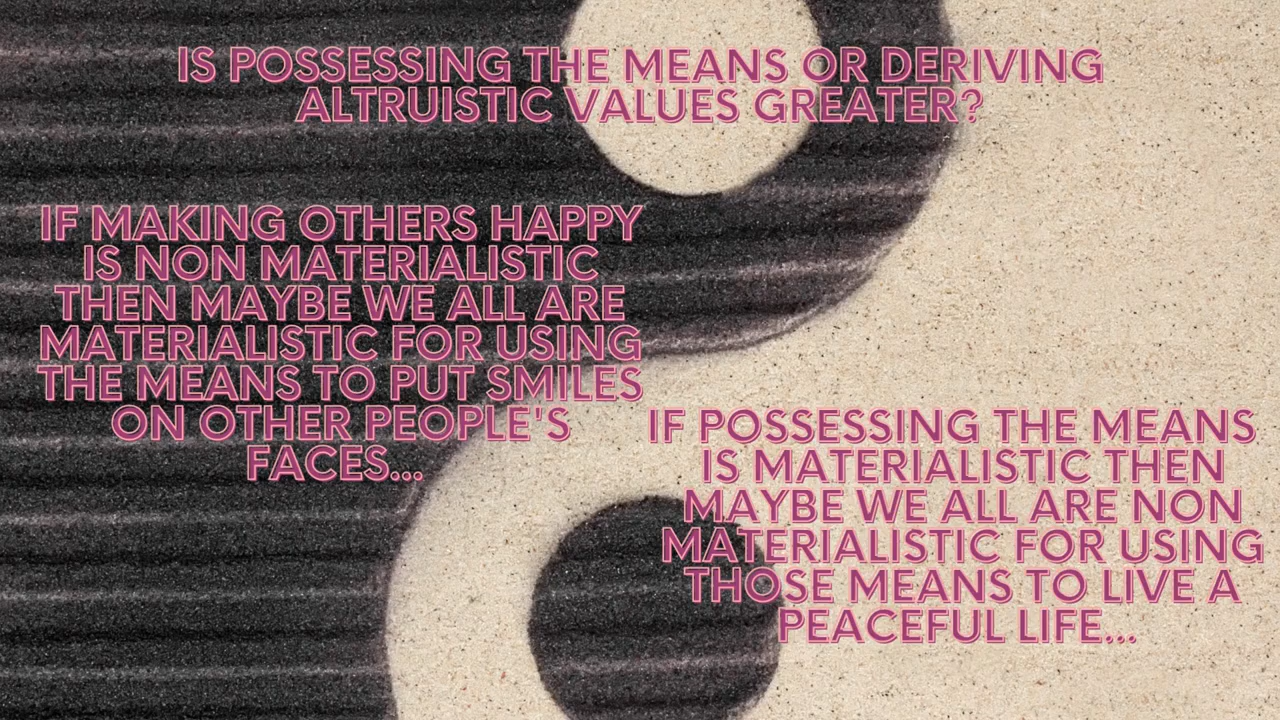 IS POSSESSING THE MEANS OR DERIVING
ALTRUISTIC VALUES GREATER?
IF MAKING OTHERS HAPPY
IS NON MATERIALISTIC
THEN MAYBE WE ALL ARE
MATERIALISTIC FOR USING
THE MEANS TO PUT SMILES
ON OTHER PEOPLE'S
FACES...
IF POSSESSING THE MEANS
IS MATERIALISTIC THEN
MAYBE WE ALL ARE NON
MATERIALISTIC FOR USING
THOSE MEANS TO LIVE A
PEACEFUL LIFE...